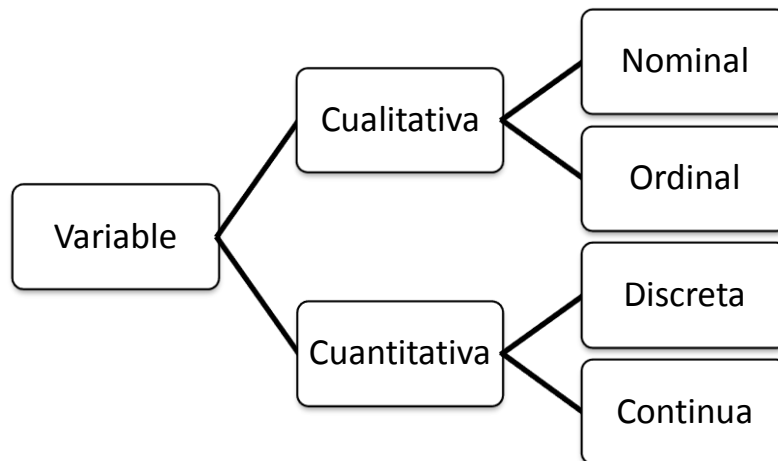 Variable
Cualitativa
Nominal
Ordinal
Cuantitativa
Discreta
Continua